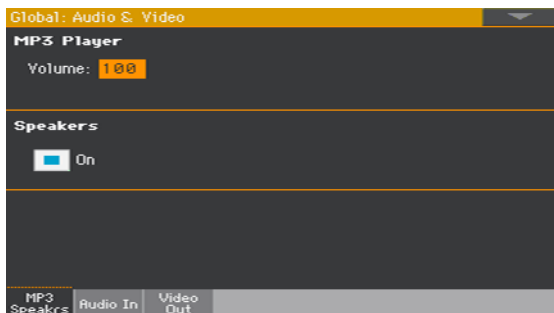 Global: Audio & Video
MP3 Player
Volume: 100
Speakers
On
MP3
Speakrs
Audio In
Video
Out